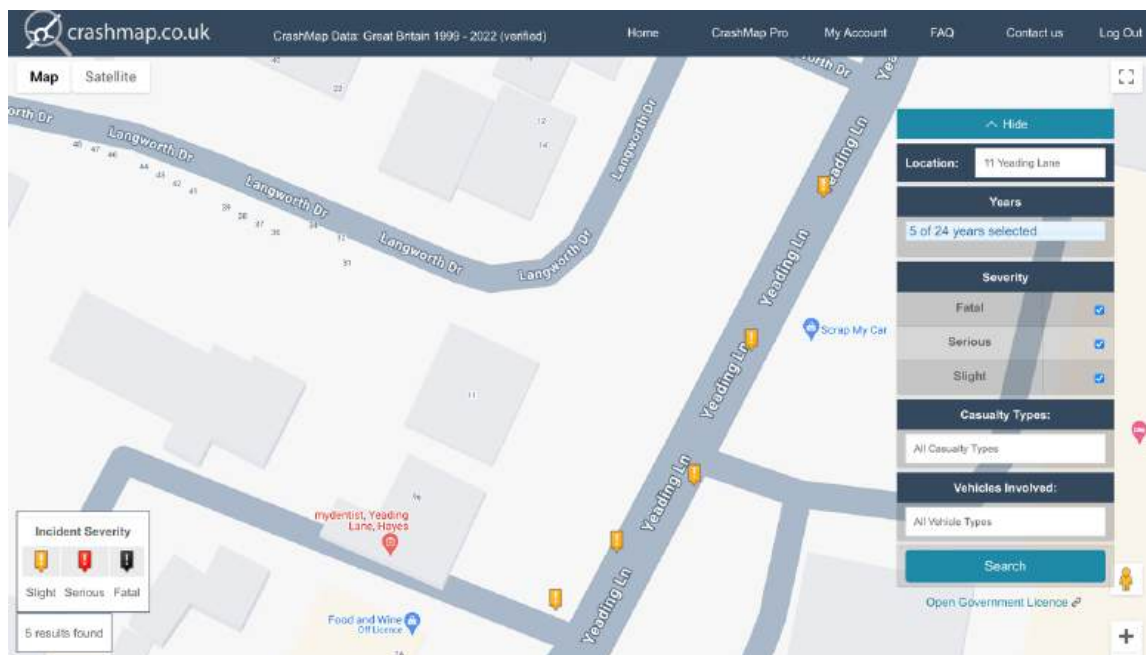 crashmap.co.uk
CrashMap Data: Great Britain 1999 - 2022 (verified)
Home
CrashMap Pro
My Account
FAQ
Contact us
Log Out
Map
Satellite
Langworth Dr
Langworth Dr
Langworth Dr
Langworth Dr
Langworth Dr
Yeading Ln
Yeading Ln
Yeading Ln
Yeading Ln
Yeading Ln
12
14
11
Scrap My Car
mydentist, Yeading
Lane, Hayes
Food and Wine
Off Licence
Hide
Location:
11 Yeading Lane
Years
5 of 24 years selected
Severity
Fatal
Serious
Slight
Casualty Types:
All Casualty Types
Vehicles Involved:
All Vehicle Types
Search
Open Government Licence
Incident Severity
Slight Serious Fatal
5 results found